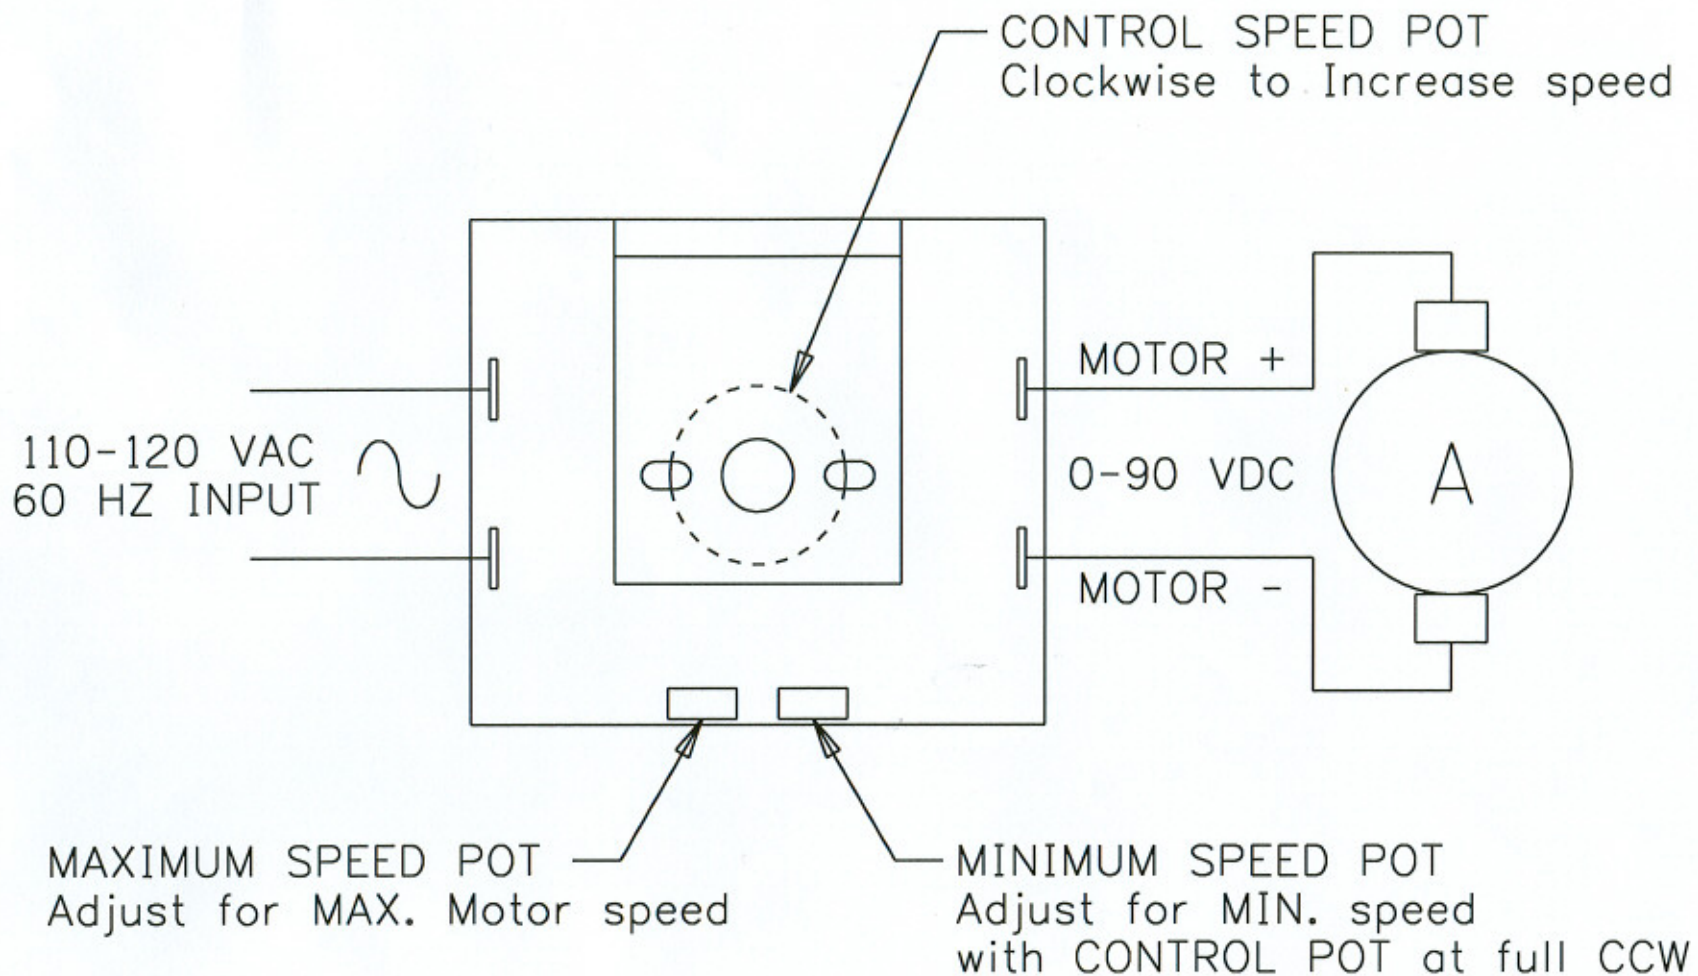 CONTROL SPEED POT
Clockwise to Increase speed
MOTOR +
110-120 VAC
60 HZ INPUT
0-90 VDC
A
MOTOR -
MAXIMUM SPEED POT
Adjust for MAX. Motor speed
MINIMUM SPEED POT
Adjust for MIN. speed
with CONTROL POT at full CCW